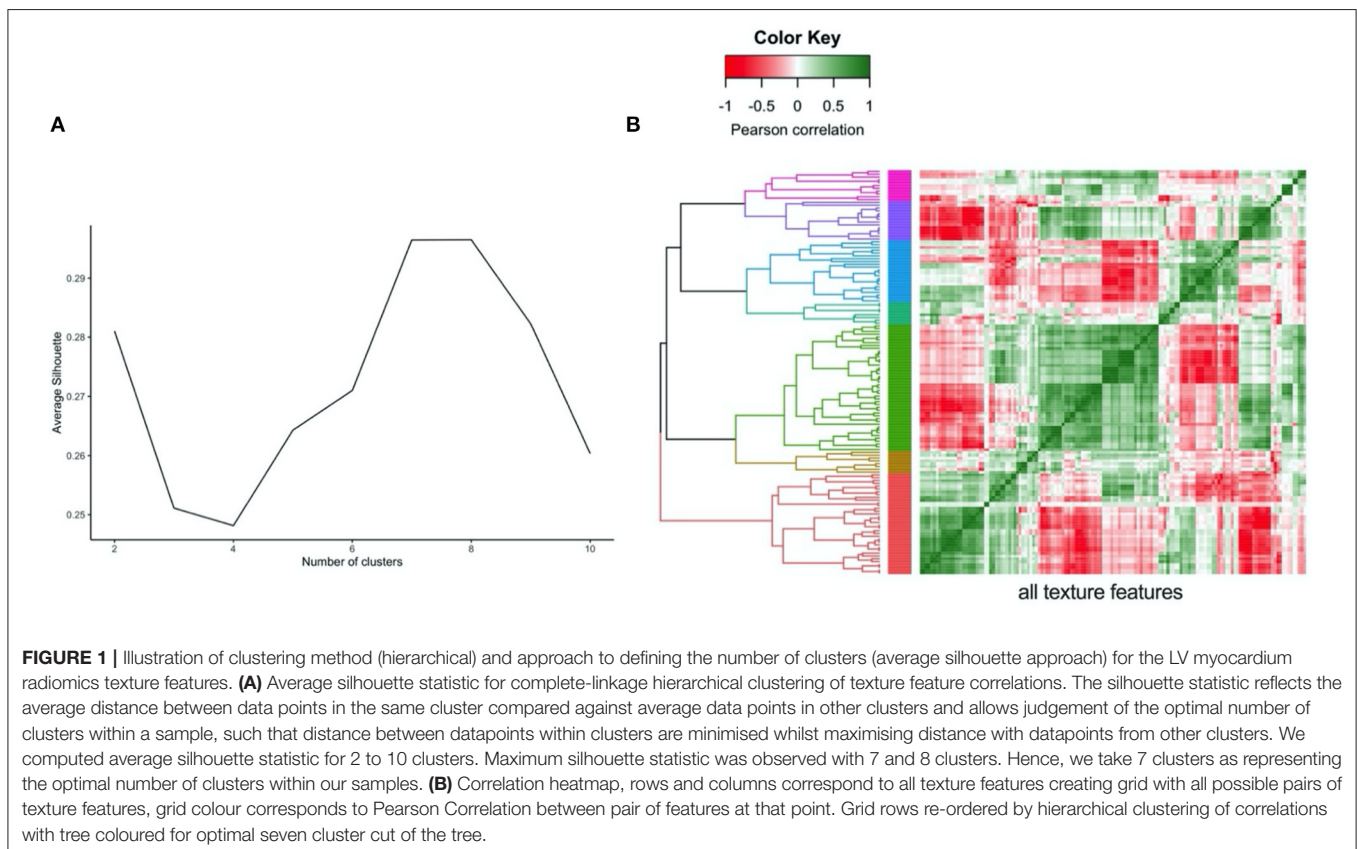 Color Key
-1 -0.5 0 0.5 1
Pearson correlation
A
B
0.29
0.28
0.27
0.26
0.25
Average Silhouette
2 4 6 8 10
Number of clusters
all texture features
FIGURE 1 | Illustration of clustering method (hierarchical) and approach to defining the number of clusters (average silhouette approach) for the LV myocardium
radiomics texture features. (A) Average silhouette statistic for complete-linkage hierarchical clustering of texture feature correlations. The silhouette statistic reflects the
average distance between data points in the same cluster compared against average data points in other clusters and allows judgement of the optimal number of
clusters within a sample, such that distance between datapoints within clusters are minimised whilst maximising distance with datapoints from other clusters. We
computed average silhouette statistic for 2 to 10 clusters. Maximum silhouette statistic was observed with 7 and 8 clusters. Hence, we take 7 clusters as representing
the optimal number of clusters within our samples. (B) Correlation heatmap, rows and columns correspond to all texture features creating grid with all possible pairs of
texture features, grid colour corresponds to Pearson Correlation between pair of features at that point. Grid rows re-ordered by hierarchical clustering of correlations
with tree coloured for optimal seven cluster cut of the tree.